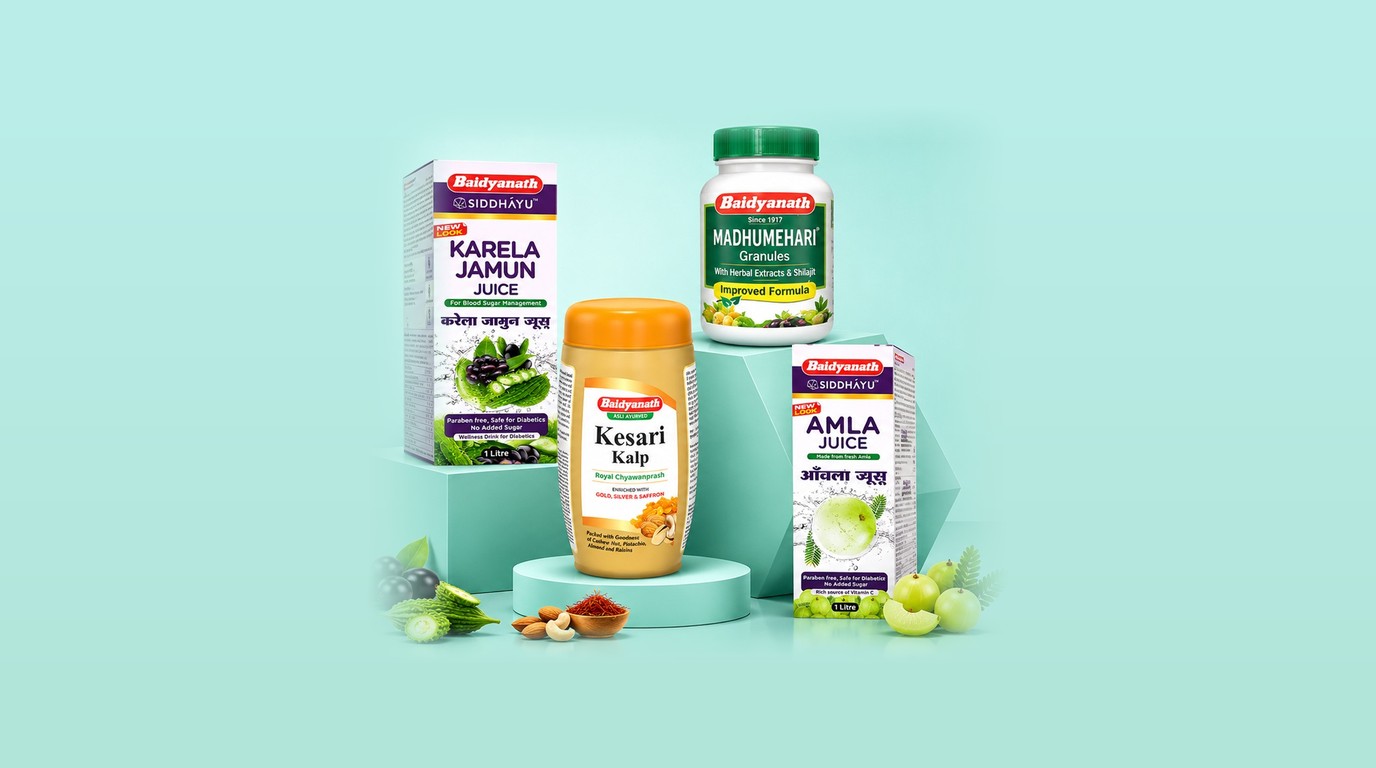 Baidyanath
SIDDHĀYU™
NEW
LOOK
KARELA
JAMUN
JUICE
For Blood Sugar Management
करेला जामुन ज्यूस
Paraben free, Safe for Diabetics
No Added Sugar
Wellness Drink for Diabetics
1 Litre
Baidyanath
ASLI AYURVED
Kesari
Kalp
Royal Chyawanprash
ENRICHED WITH
GOLD, SILVER & SAFFRON
Packed with Goodness
of Cashew Nut, Pistachio,
Almond and Raisins
Baidyanath
Since 1917
MADHUMEHARI®
Granules
With Herbal Extracts & Shilajit
Improved Formula
Baidyanath
SIDDHĀYU™
NEW
LOOK
AMLA
JUICE
Made from fresh Amla
आँवला ज्यूस
Paraben free, Safe for Diabetics
No Added Sugar
Rich source of Vitamin C
1 Litre